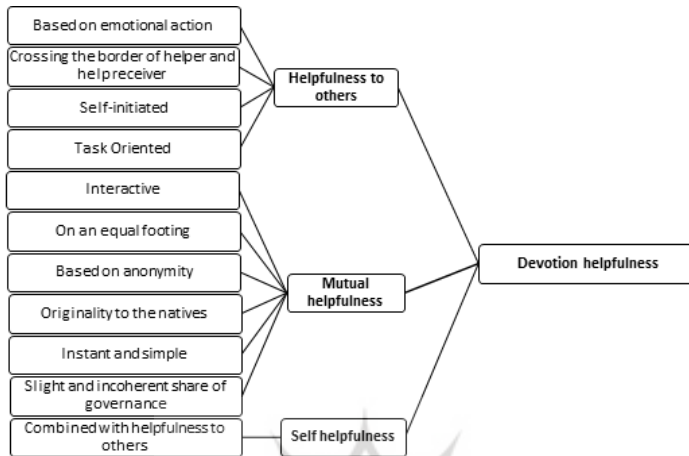 Based on emotional action
Crossing the border of helper and
help receiver
Self-initiated
Task Oriented
Interactive
On an equal footing
Based on anonymity
Originality to the natives
Instant and simple
Slight and incoherent share of
governance
Combined with helpfulness to
others
Helpfulness to
others
Mutual
helpfulness
Self helpfulness
Devotion helpfulness